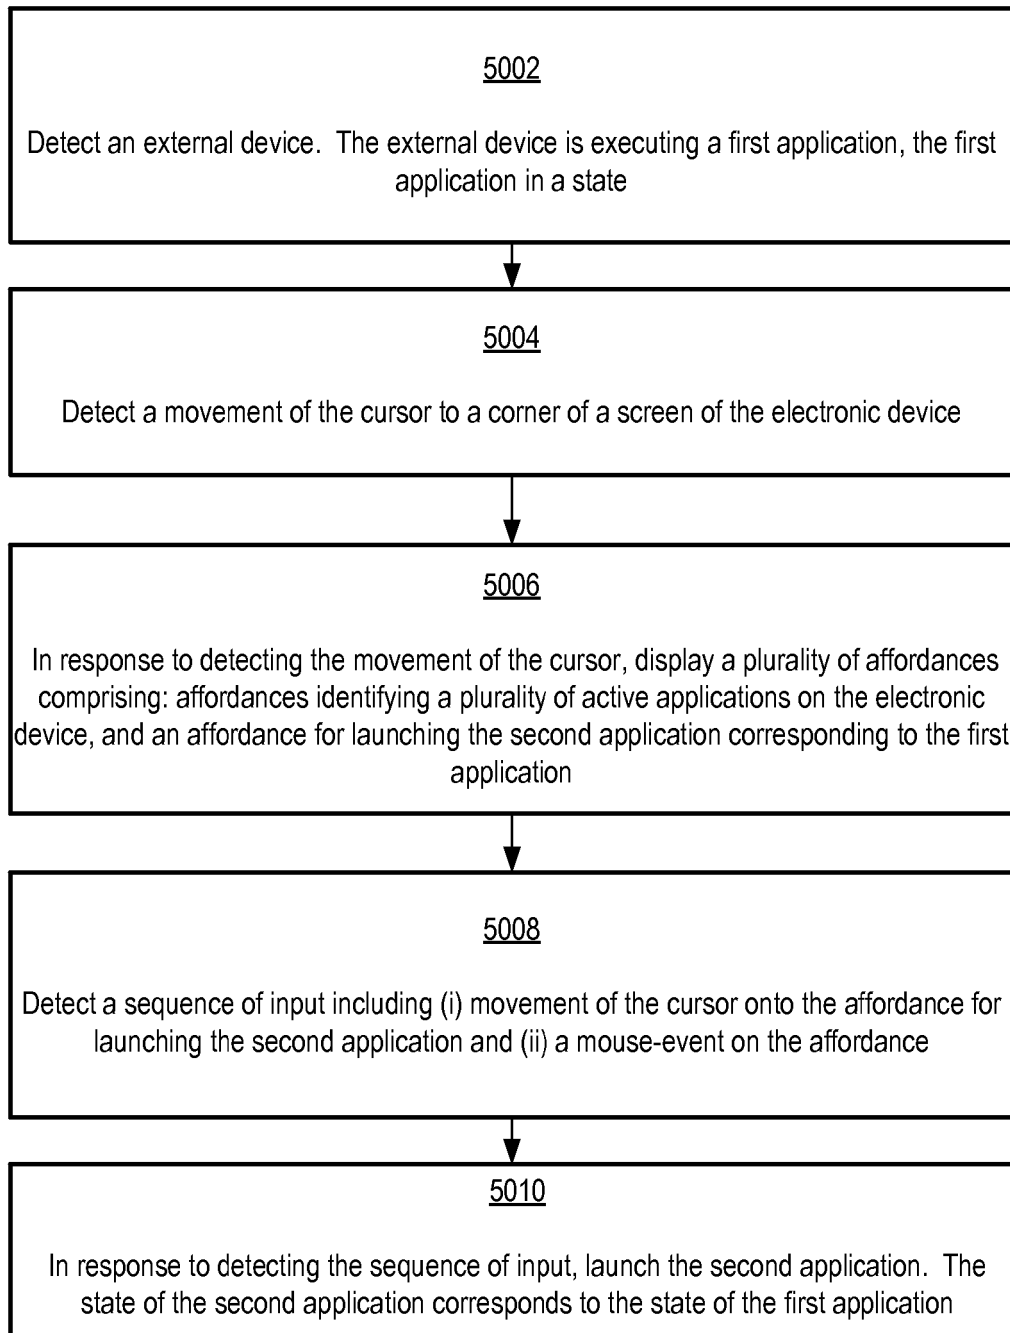 5002
Detect an external device.  The external device is executing a first application, the first
application in a state
5004
Detect a movement of the cursor to a corner of a screen of the electronic device
5006
In response to detecting the movement of the cursor, display a plurality of affordances
comprising: affordances identifying a plurality of active applications on the electronic
device, and an affordance for launching the second application corresponding to the first
application
5008
Detect a sequence of input including (i) movement of the cursor onto the affordance for
launching the second application and (ii) a mouse-event on the affordance
5010
In response to detecting the sequence of input, launch the second application.  The
state of the second application corresponds to the state of the first application